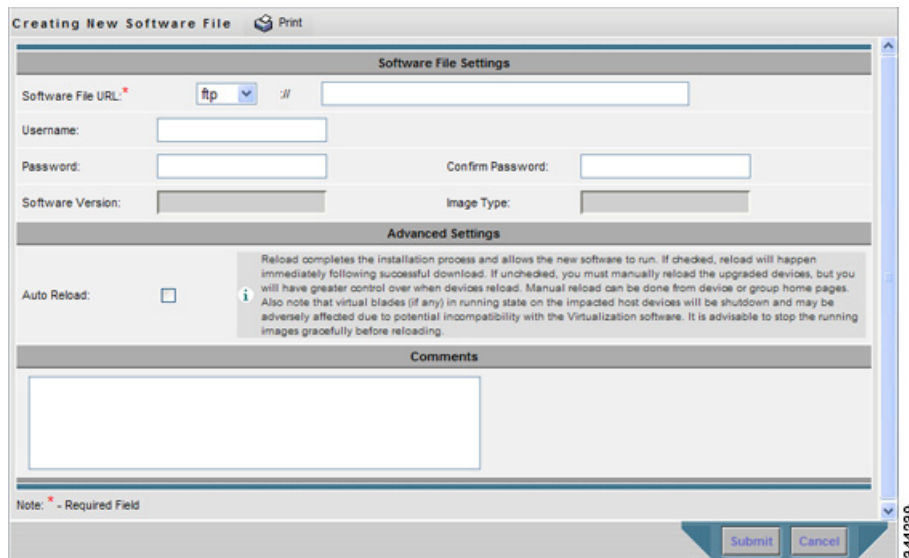 Creating New Software File Print
Software File Settings
Software File URL:* ftp ://
Username:
Password: Confirm Password:
Software Version: Image Type:
Advanced Settings
Auto Reload:
i
Reload completes the installation process and allows the new software to run. If checked, reload will happen
immediately following successful download. If unchecked, you must manually reload the upgraded devices, but you
will have greater control over when devices reload. Manual reload can be done from device or group home pages.
Also note that virtual blades (if any) in running state on the impacted host devices will be shutdown and may be
adversely affected due to potential incompatibility with the Virtualization software. It is advisable to stop the running
images gracefully before reloading.
Comments
Note: * - Required Field
Submit Cancel